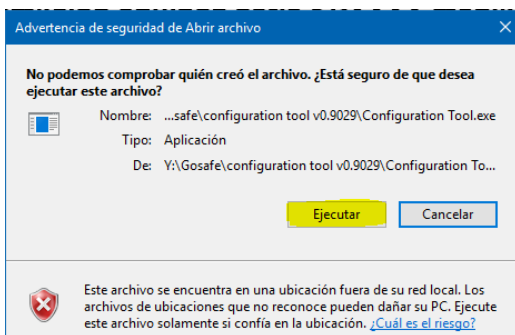 Advertencia de seguridad de Abrir archivo
No podemos comprobar quién creó el archivo. ¿Está seguro de que desea
ejecutar este archivo?
Nombre: ...safe\configuration tool v0.9029\Configuration Tool.exe
Tipo: Aplicación
De: Y:\Gosafe\configuration tool v0.9029\Configuration To...
Ejecutar Cancelar
Este archivo se encuentra en una ubicación fuera de su red local. Los
archivos de ubicaciones que no reconoce pueden dañar su PC. Ejecute
este archivo solamente si confía en la ubicación. ¿Cuál es el riesgo?